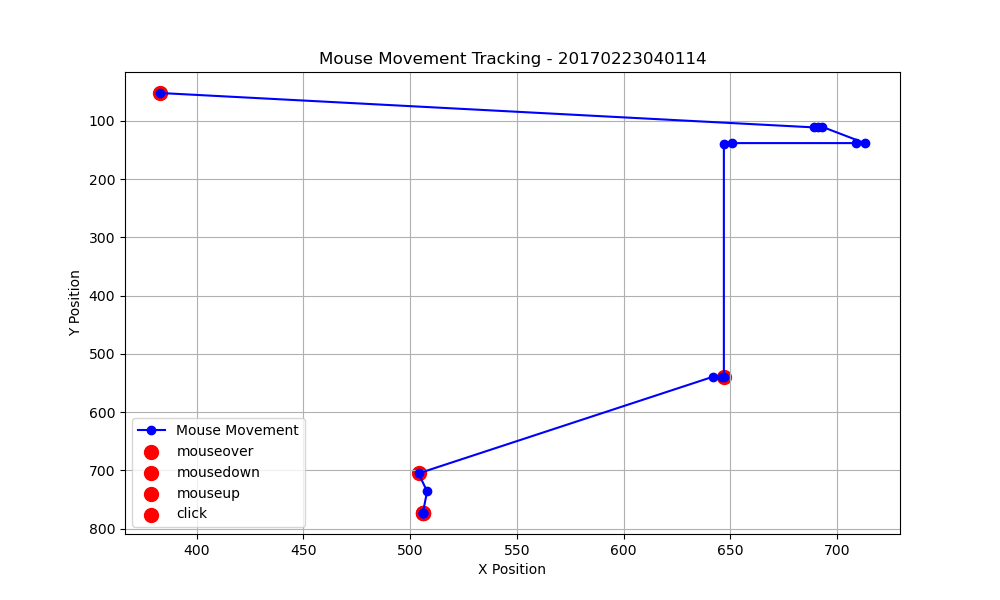 Mouse Movement Tracking - 20170223040114
Y Position
100
200
300
400
500
600
700
800
Mouse Movement
mouseover
mousedown
mouseup
click
400 450 500 550 600 650 700
X Position